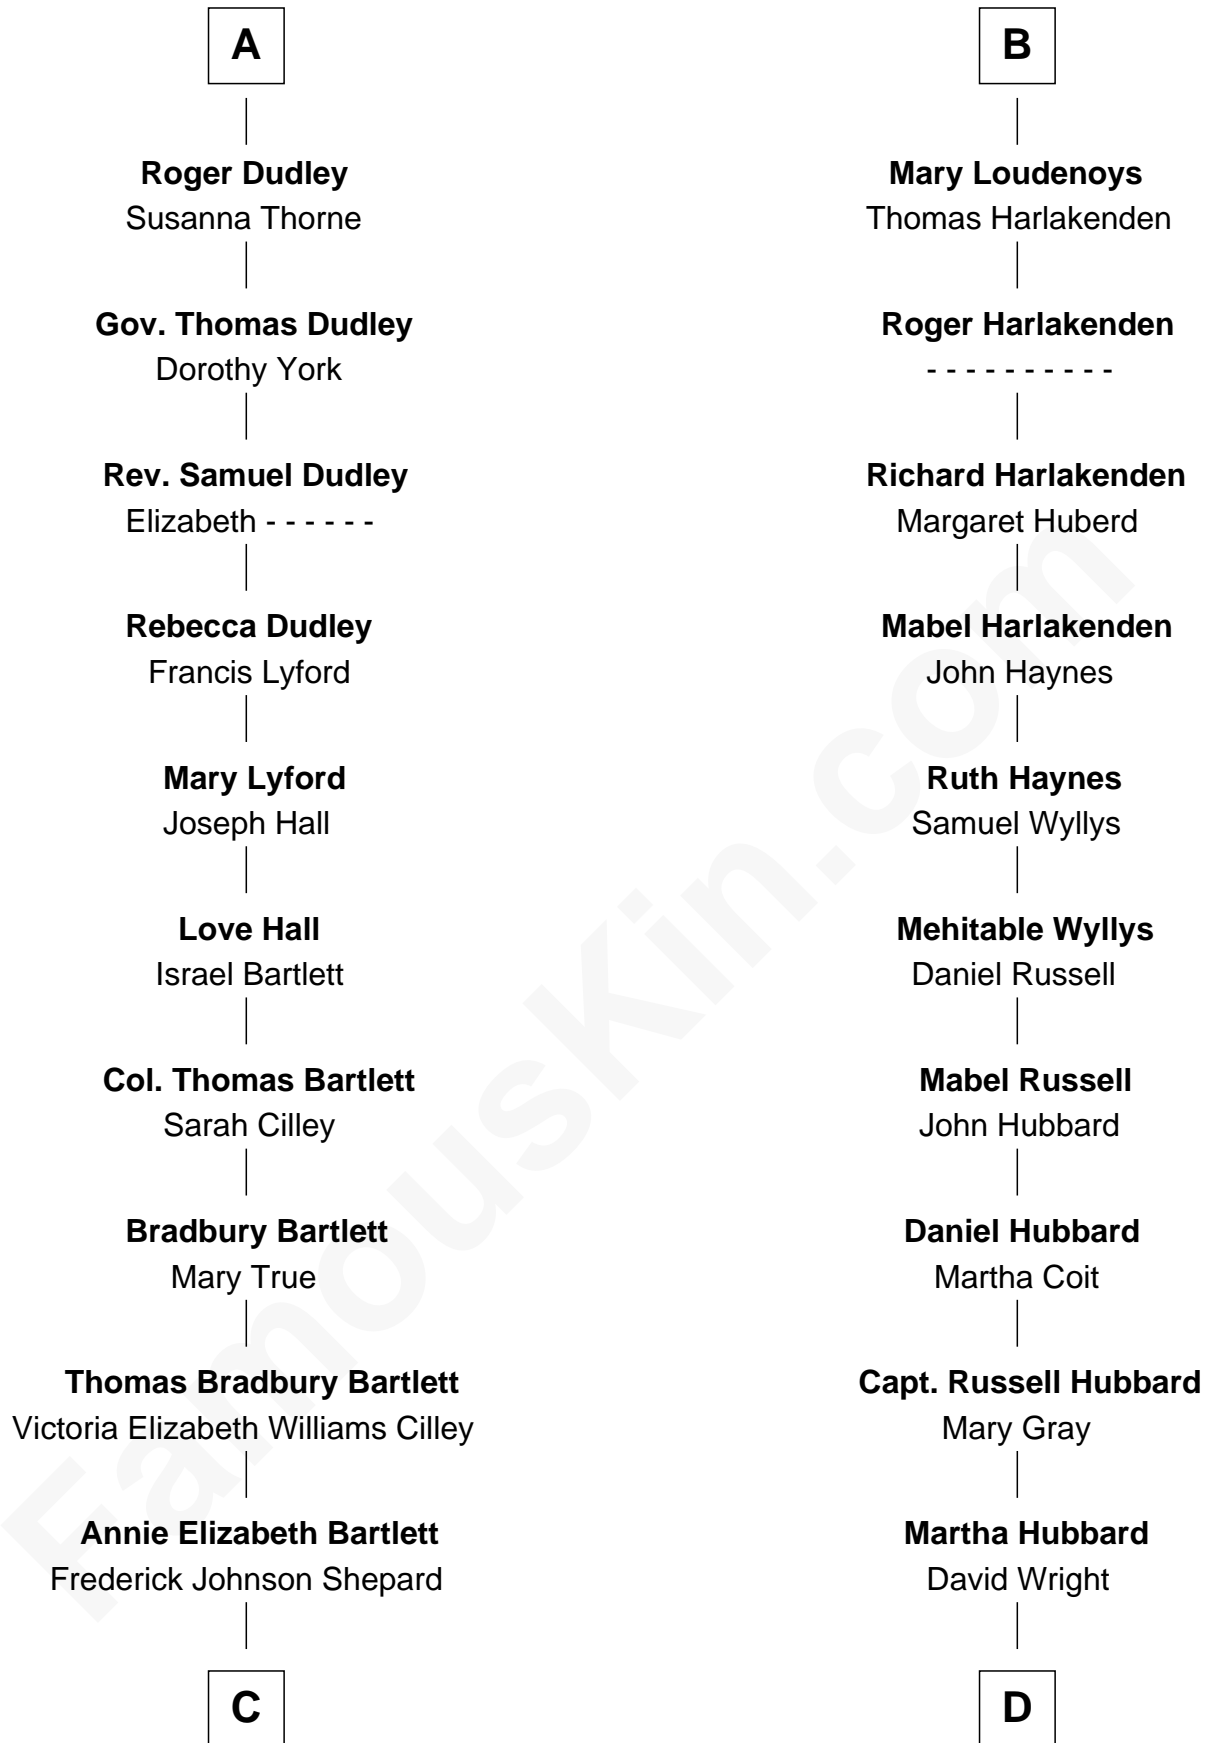 A
Roger Dudley
Susanna Thorne
Gov. Thomas Dudley
Dorothy York
Rev. Samuel Dudley
Elizabeth - - - - - -
Rebecca Dudley
Francis Lyford
Mary Lyford
Joseph Hall
Love Hall
Israel Bartlett
Col. Thomas Bartlett
Sarah Cilley
Bradbury Bartlett
Mary True
Thomas Bradbury Bartlett
Victoria Elizabeth Williams Cilley
Annie Elizabeth Bartlett
Frederick Johnson Shepard
C
B
Mary Loudenoys
Thomas Harlakenden
Roger Harlakenden
- - - - - - - - - -
Richard Harlakenden
Margaret Huberd
Mabel Harlakenden
John Haynes
Ruth Haynes
Samuel Wyllys
Mehitable Wyllys
Daniel Russell
Mabel Russell
John Hubbard
Daniel Hubbard
Martha Coit
Capt. Russell Hubbard
Mary Gray
Martha Hubbard
David Wright
D
FamousKin.com